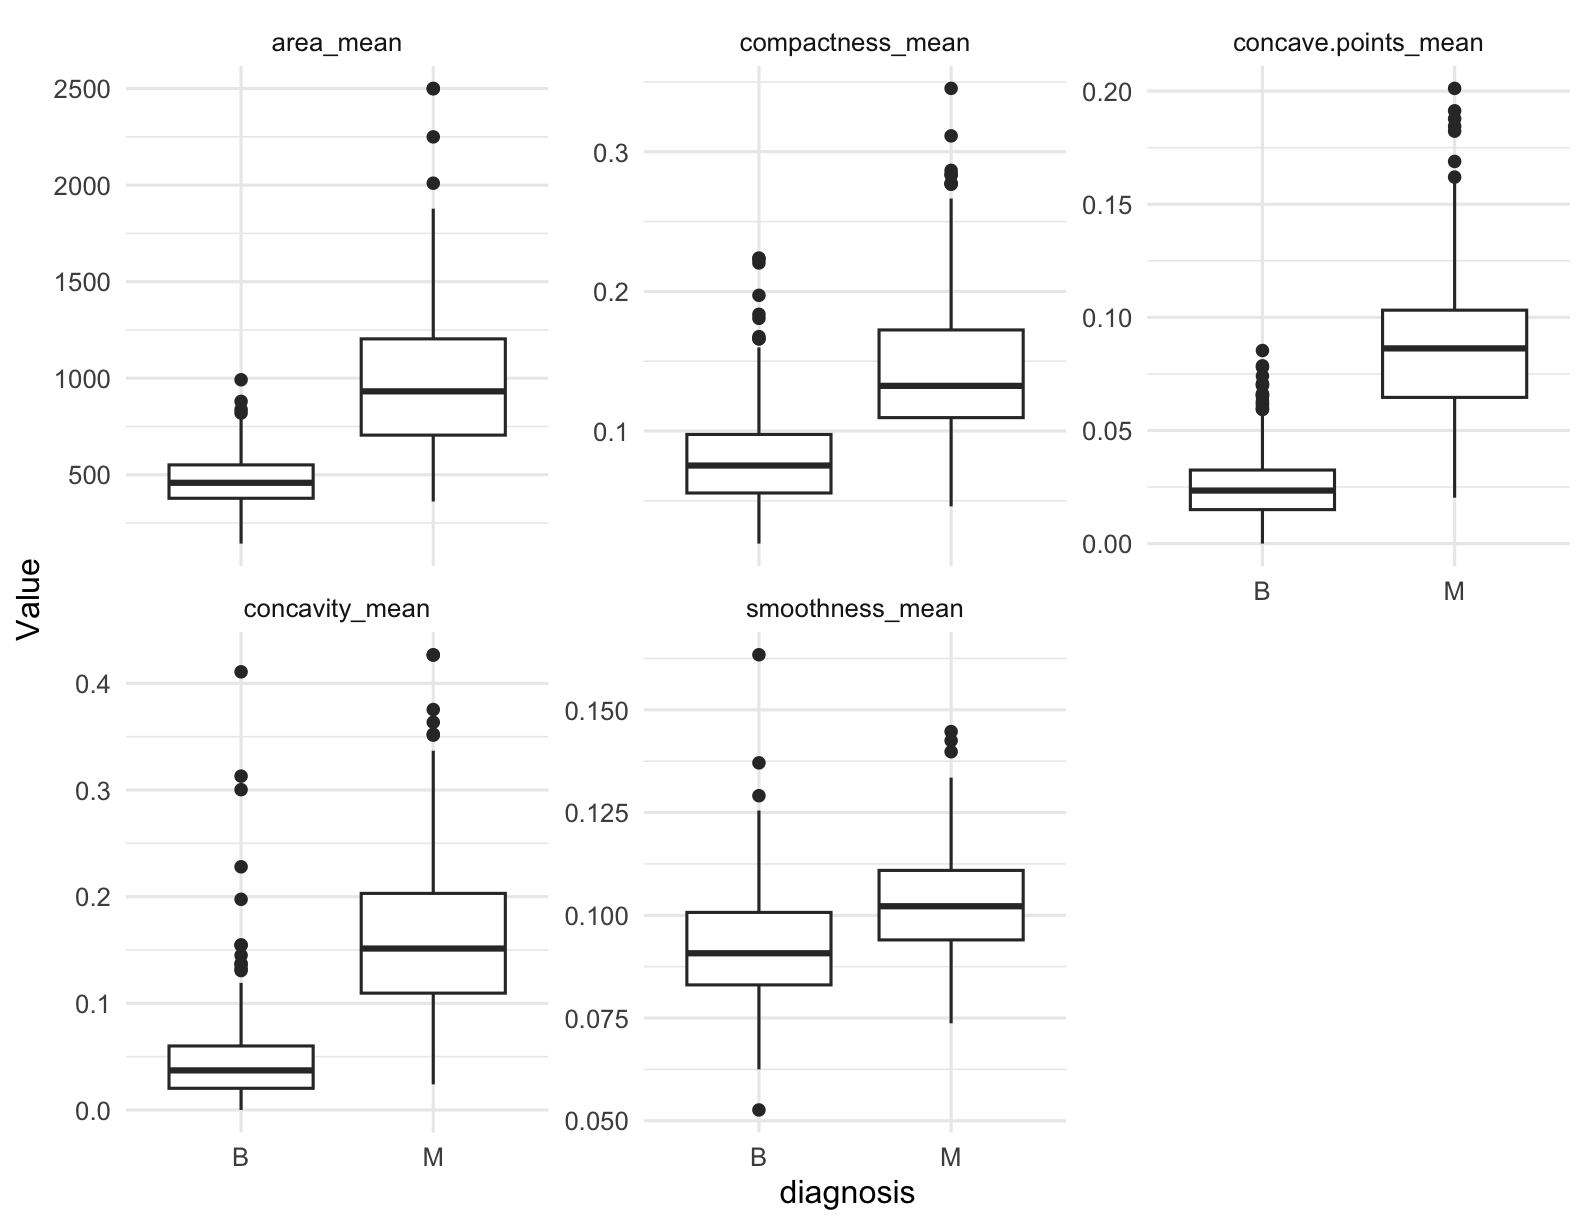 area_mean
compactness_mean
concave.points_mean
2500
2000
1500
1000
500
0.3
0.2
0.1
0.20
0.15
0.10
0.05
0.00
B M
Value
concavity_mean
smoothness_mean
0.4
0.3
0.2
0.1
0.0
0.150
0.125
0.100
0.075
0.050
B M
B M
diagnosis